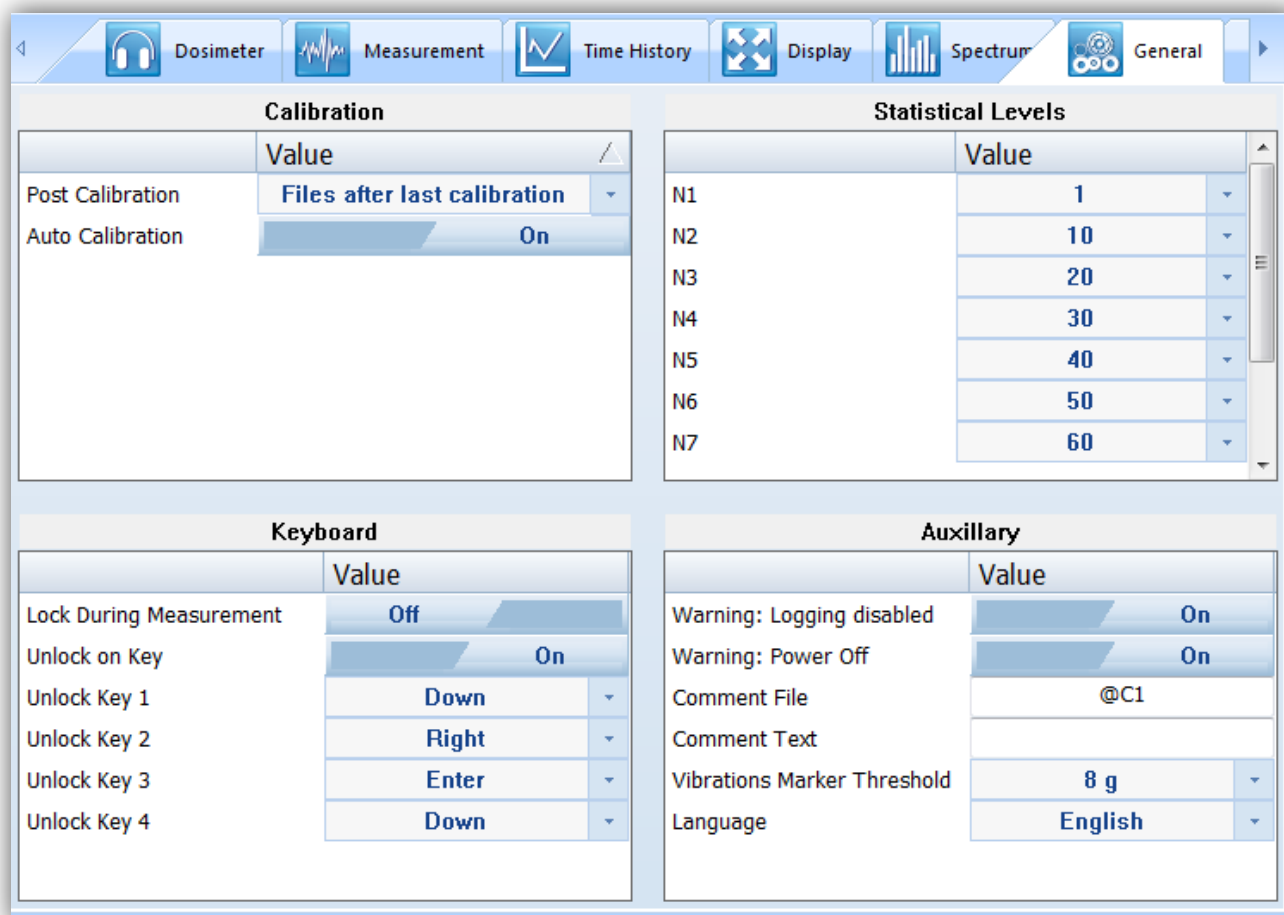 Dosimeter Measurement Time History Display Spectrum General
Calibration
Value
Post Calibration Files after last calibration
Auto Calibration On
Statistical Levels
Value
N1 1
N2 10
N3 20
N4 30
N5 40
N6 50
N7 60
Keyboard
Value
Lock During Measurement Off
Unlock on Key On
Unlock Key 1 Down
Unlock Key 2 Right
Unlock Key 3 Enter
Unlock Key 4 Down
Auxillary
Value
Warning: Logging disabled On
Warning: Power Off On
Comment File @C1
Comment Text
Vibrations Marker Threshold 8 g
Language English